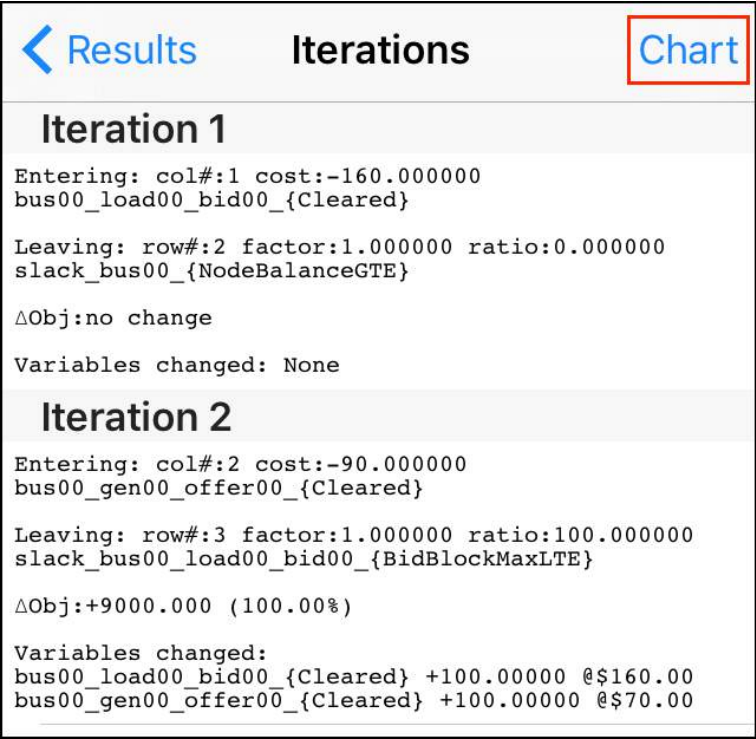 Results Iterations Chart
Iteration 1
Entering: col#:1 cost:-160.000000
bus00_load00_bid00_{Cleared}
Leaving: row#:2 factor:1.000000 ratio:0.000000
slack_bus00_{NodeBalanceGTE}
ΔObj:no change
Variables changed: None
Iteration 2
Entering: col#:2 cost:-90.000000
bus00_gen00_offer00_{Cleared}
Leaving: row#:3 factor:1.000000 ratio:100.000000
slack_bus00_load00_bid00_{BidBlockMaxLTE}
ΔObj:+9000.000 (100.00%)
Variables changed:
bus00_load00_bid00_{Cleared} +100.00000 @$160.00
bus00_gen00_offer00_{Cleared} +100.00000 @$70.00